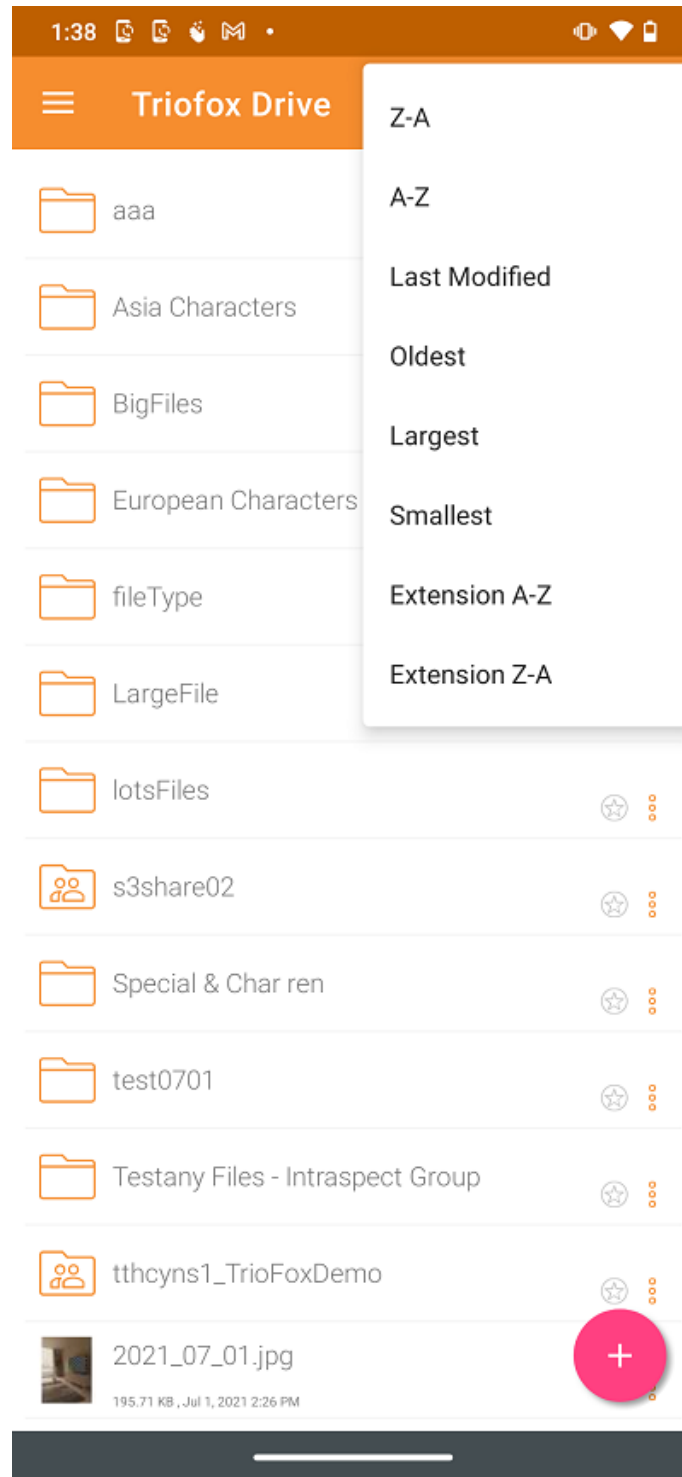 1:38
Triofox Drive
Z-A
A-Z
Last Modified
Oldest
Largest
Smallest
Extension A-Z
Extension Z-A
aaa
Asia Characters
BigFiles
European Characters
fileType
LargeFile
lotsFiles
s3share02
Special & Char ren
test0701
Testany Files - Intraspect Group
tthcyns1_TrioFoxDemo
2021_07_01.jpg
195.71 KB , Jul 1, 2021 2:26 PM